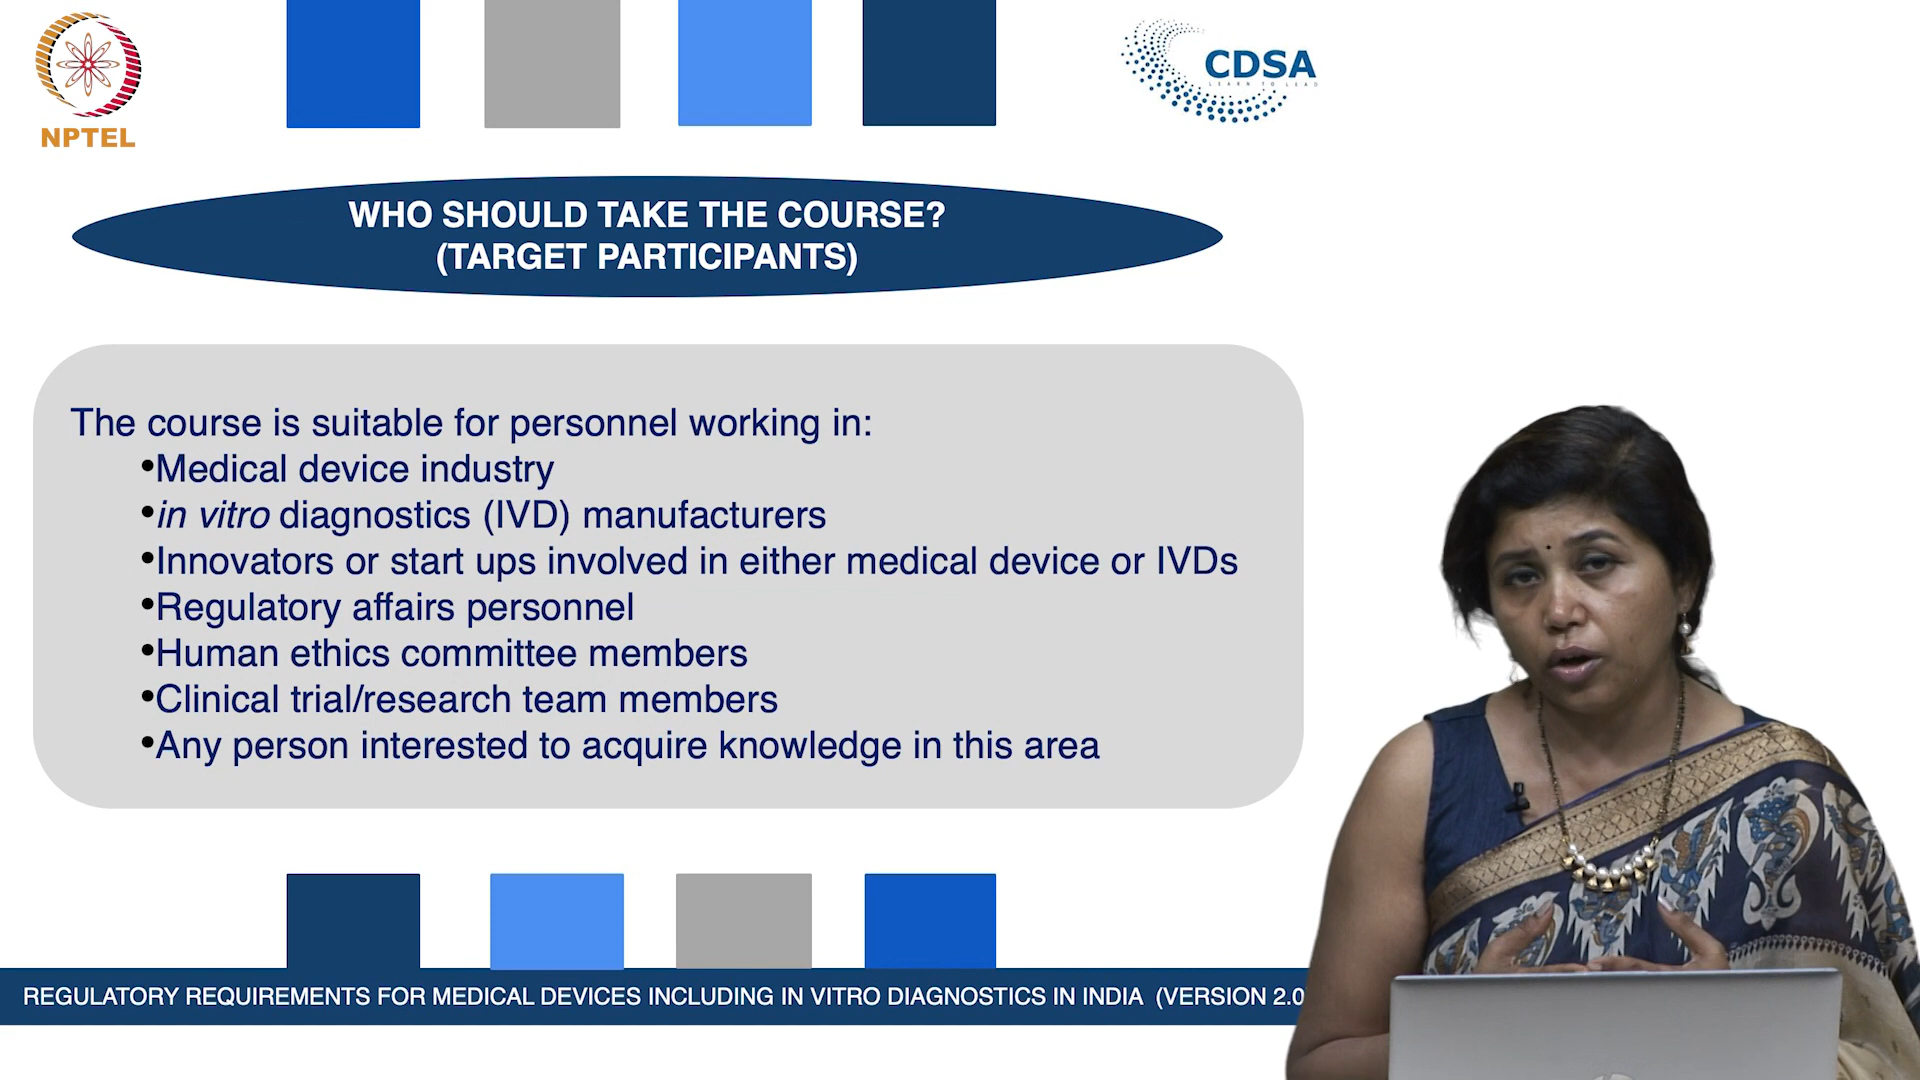 NPTEL
CDSA
LEARN TO LEAD
WHO SHOULD TAKE THE COURSE?
(TARGET PARTICIPANTS)
The course is suitable for personnel working in:
•Medical device industry
•in vitro diagnostics (IVD) manufacturers
•Innovators or start ups involved in either medical device or IVDs
•Regulatory affairs personnel
•Human ethics committee members
•Clinical trial/research team members
•Any person interested to acquire knowledge in this area
REGULATORY REQUIREMENTS FOR MEDICAL DEVICES INCLUDING IN VITRO DIAGNOSTICS IN INDIA (VERSION 2.0